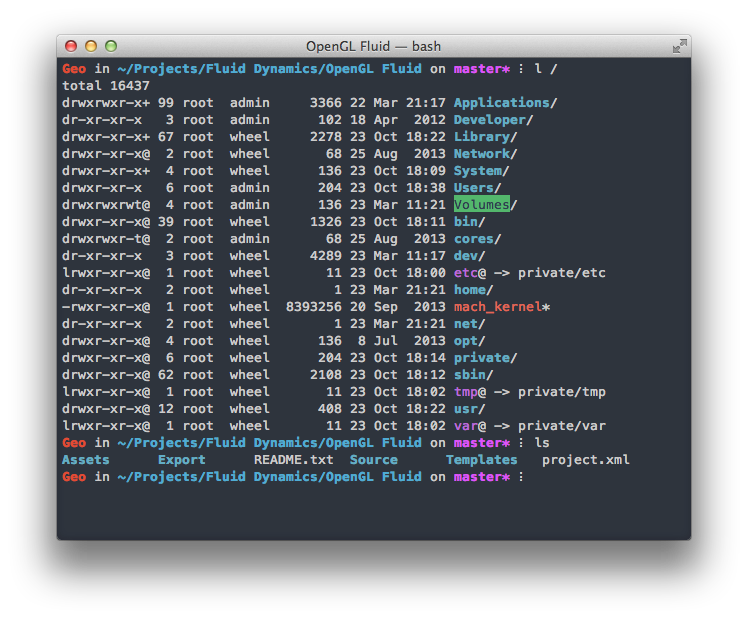 OpenGL Fluid — bash
Geo in ~/Projects/Fluid Dynamics/OpenGL Fluid on master* ⋮ l /
total 16437
drwxrwxr-x+ 99 root  admin     3366 22 Mar 21:17 Applications/
dr-xr-xr-x   3 root  admin      102 18 Apr  2012 Developer/
drwxr-xr-x+ 67 root  wheel     2278 23 Oct 18:22 Library/
drwxr-xr-x@  2 root  wheel       68 25 Aug  2013 Network/
drwxr-xr-x+  4 root  wheel      136 23 Oct 18:09 System/
dr-xr-xr-x   6 root  admin      204 23 Oct 18:38 Users/
drwxrwxrwt@  4 root  admin      136 23 Mar 11:21 Volumes/
drwxr-xr-x@ 39 root  wheel     1326 23 Oct 18:11 bin/
drwxrwxr-t@  2 root  admin       68 25 Aug  2013 cores/
dr-xr-xr-x   3 root  wheel     4289 23 Mar 11:17 dev/
lrwxr-xr-x@  1 root  wheel       11 23 Oct 18:00 etc@ -> private/etc
dr-xr-xr-x   2 root  wheel        1 23 Mar 21:21 home/
-rwxr-xr-x@  1 root  wheel  8393256 20 Sep  2013 mach_kernel*
dr-xr-xr-x   2 root  wheel        1 23 Mar 21:21 net/
drwxr-xr-x@  4 root  wheel      136  8 Jul  2013 opt/
drwxr-xr-x@  6 root  wheel      204 23 Oct 18:14 private/
drwxr-xr-x@ 62 root  wheel     2108 23 Oct 18:12 sbin/
lrwxr-xr-x@  1 root  wheel       11 23 Oct 18:02 tmp@ -> private/tmp
drwxr-xr-x@ 12 root  wheel      408 23 Oct 18:22 usr/
lrwxr-xr-x@  1 root  wheel       11 23 Oct 18:02 var@ -> private/var
Geo in ~/Projects/Fluid Dynamics/OpenGL Fluid on master* ⋮ ls
Assets      Export      README.txt  Source      Templates   project.xml
Geo in ~/Projects/Fluid Dynamics/OpenGL Fluid on master* ⋮